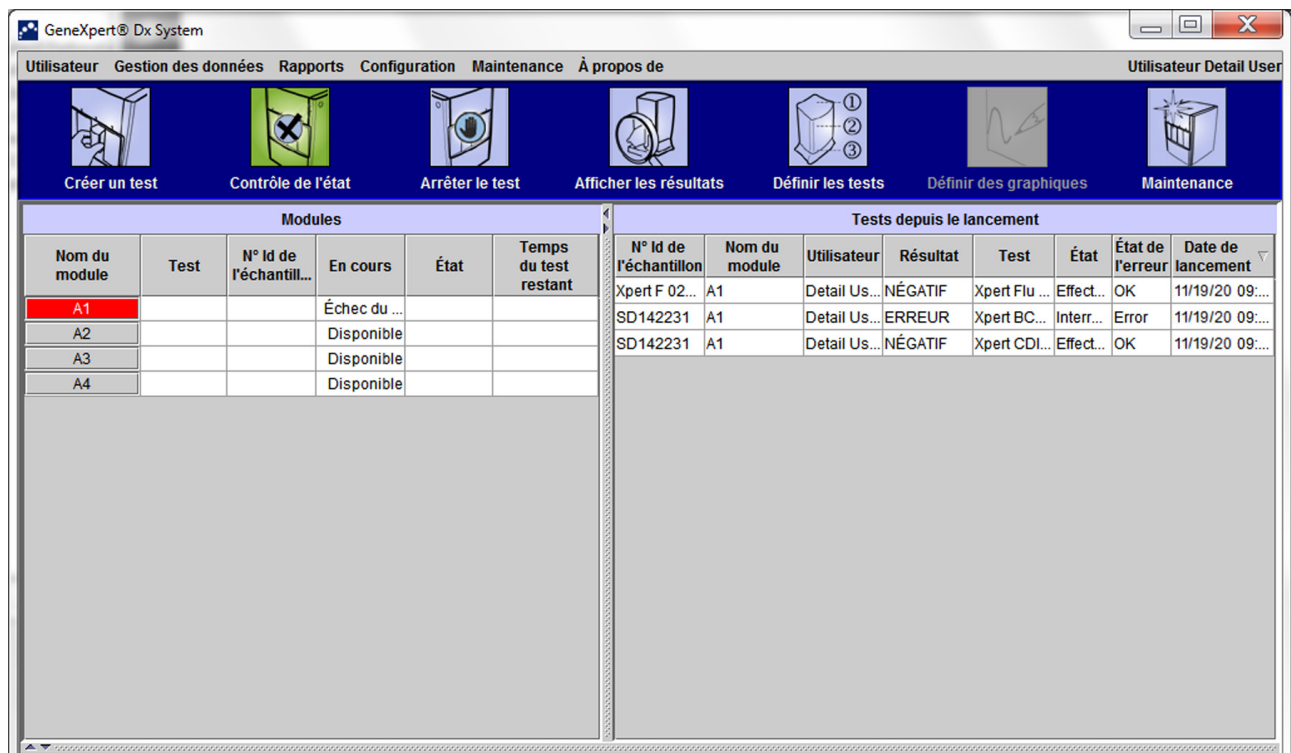 GeneXpert® Dx System
Utilisateur Gestion des données Rapports Configuration Maintenance À propos de Utilisateur Detail User
①
②
③
Créer un test Contrôle de l'état Arrêter le test Afficher les résultats Définir les tests Définir des graphiques Maintenance
Modules
Nom du module Test N° Id de l'échantill... En cours État Temps du test restant
A1 Échec du ...
A2 Disponible
A3 Disponible
A4 Disponible
Tests depuis le lancement
N° Id de l'échantillon Nom du module Utilisateur Résultat Test État État de l'erreur Date de lancement
Xpert F 02... A1 Detail Us... NÉGATIF Xpert Flu ... Effect... OK 11/19/20 09:...
SD142231 A1 Detail Us... ERREUR Xpert BC... Interr... Error 11/19/20 09:...
SD142231 A1 Detail Us... NÉGATIF Xpert CDI... Effect... OK 11/19/20 09:...